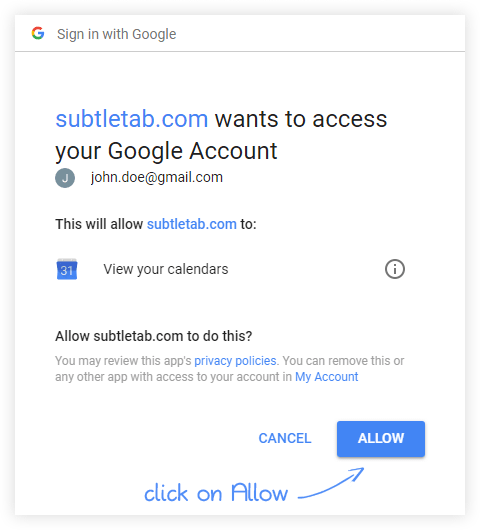 Sign in with Google
subtletab.com wants to access
your Google Account
J john.doe@gmail.com
This will allow subtletab.com to:
31 View your calendars
Allow subtletab.com to do this?
You may review this app's privacy policies. You can remove this or
any other app with access to your account in My Account
CANCEL ALLOW
click on Allow